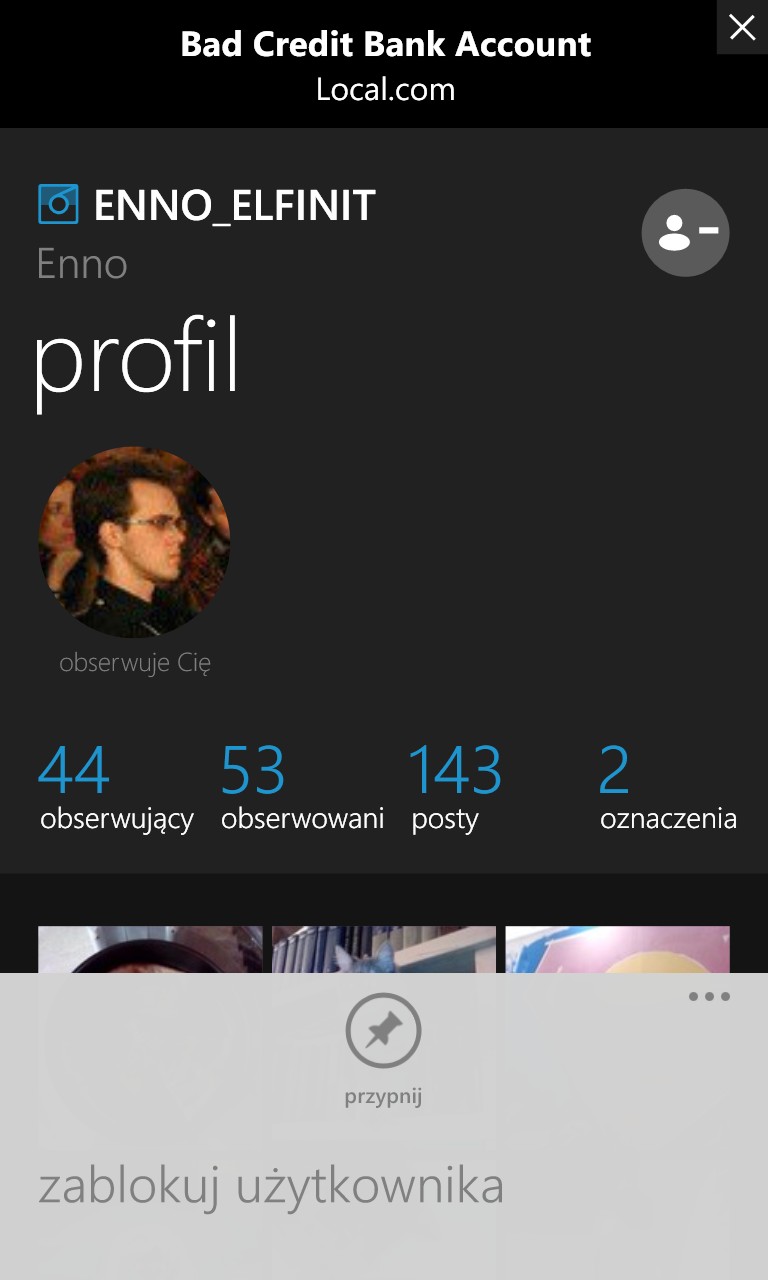 Bad Credit Bank Account
Local.com
ENNO_ELFINIT
Enno
profil
obserwuje Cię
44 53 143 2
obserwujący obserwowani posty oznaczenia
przypnij
zablokuj użytkownika